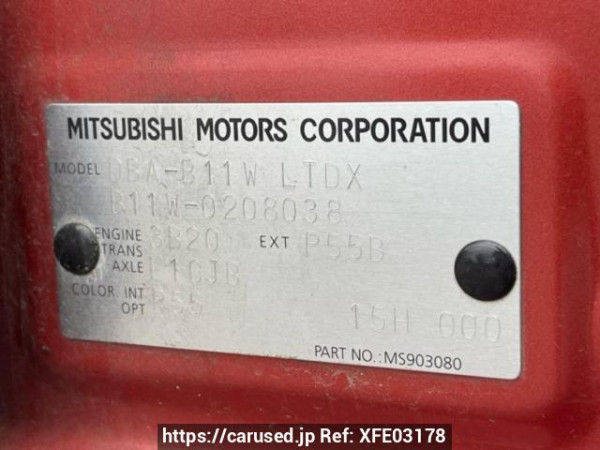 MITSUBISHI MOTORS CORPORATION
MODEL DBA-B11W LTDX
B11W-0208038
ENGINE 3B20 EXT P55B
TRANS
AXLE F1CJB
COLOR. INT
OPT
15H 000
PART NO.:MS903080
https://carused.jp Ref: XFE03178